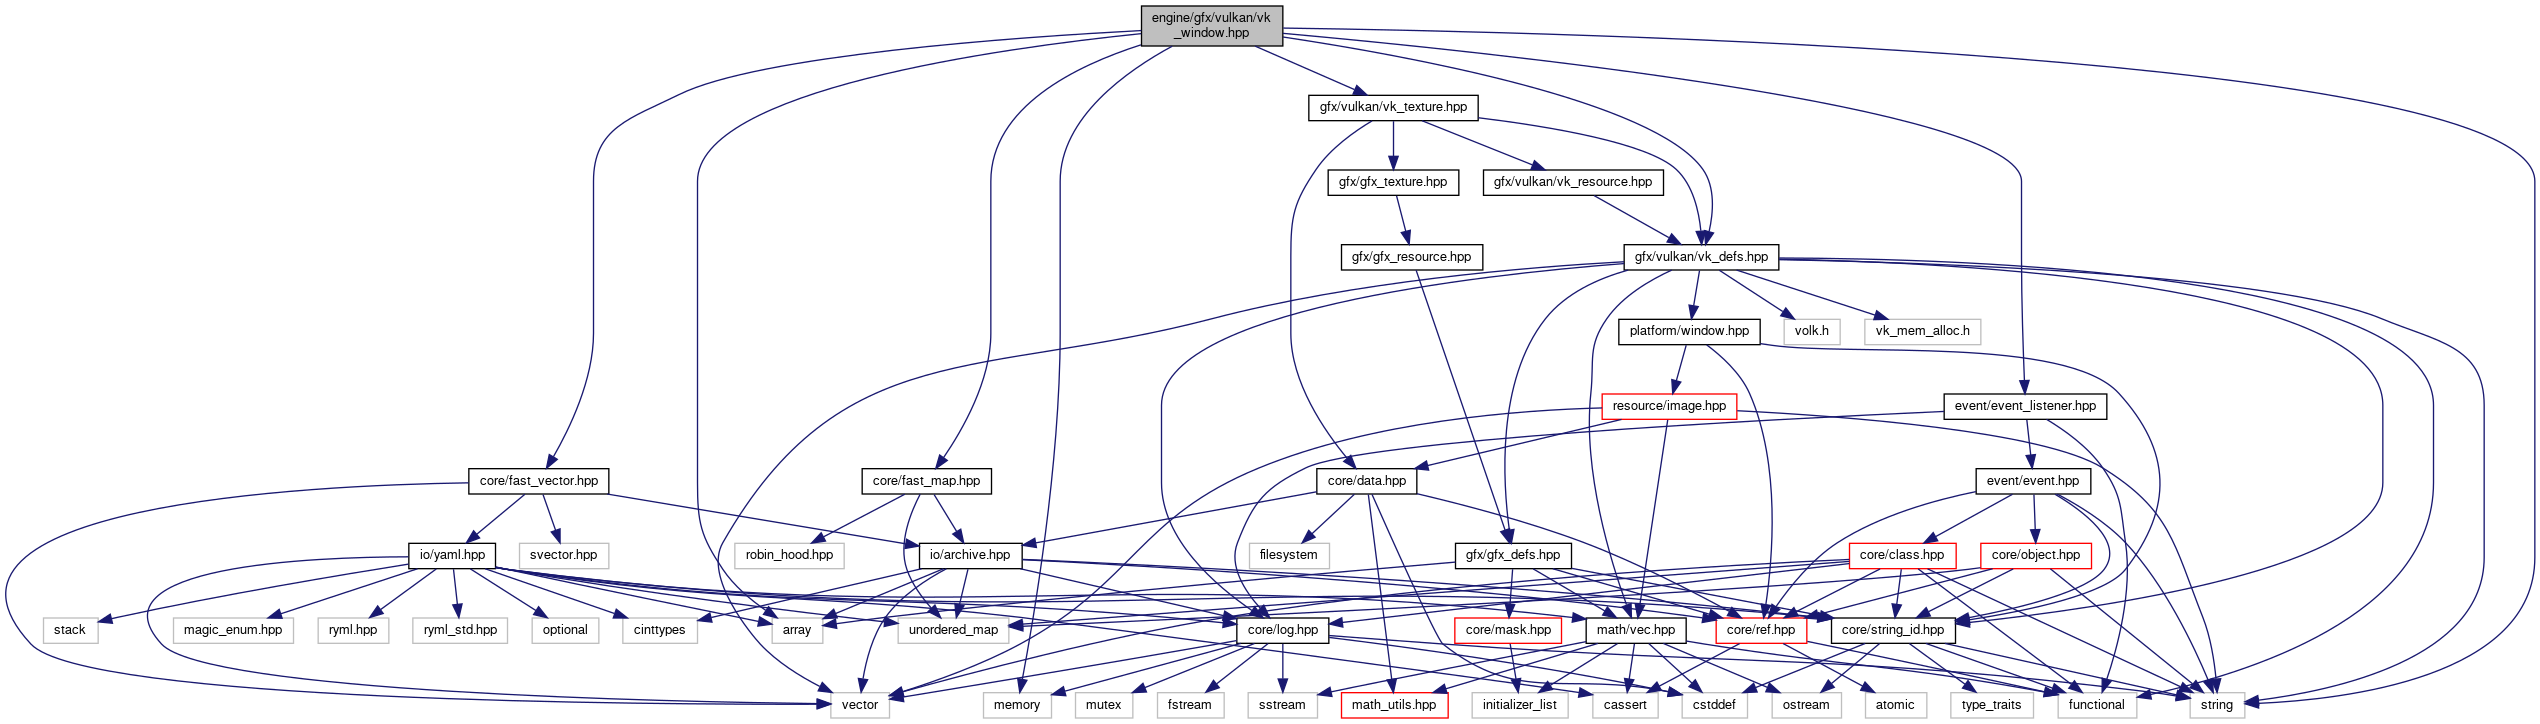 engine/gfx/vulkan/vk
_window.hpp
gfx/vulkan/vk_texture.hpp
gfx/gfx_texture.hpp
gfx/vulkan/vk_resource.hpp
gfx/gfx_resource.hpp
gfx/vulkan/vk_defs.hpp
platform/window.hpp
volk.h
vk_mem_alloc.h
resource/image.hpp
event/event_listener.hpp
core/fast_vector.hpp
core/fast_map.hpp
core/data.hpp
event/event.hpp
io/yaml.hpp
svector.hpp
robin_hood.hpp
io/archive.hpp
filesystem
gfx/gfx_defs.hpp
core/class.hpp
core/object.hpp
stack
magic_enum.hpp
ryml.hpp
ryml_std.hpp
optional
cinttypes
array
unordered_map
core/log.hpp
core/mask.hpp
math/vec.hpp
core/ref.hpp
core/string_id.hpp
vector
memory
mutex
fstream
sstream
math_utils.hpp
initializer_list
cassert
cstddef
ostream
atomic
type_traits
functional
string